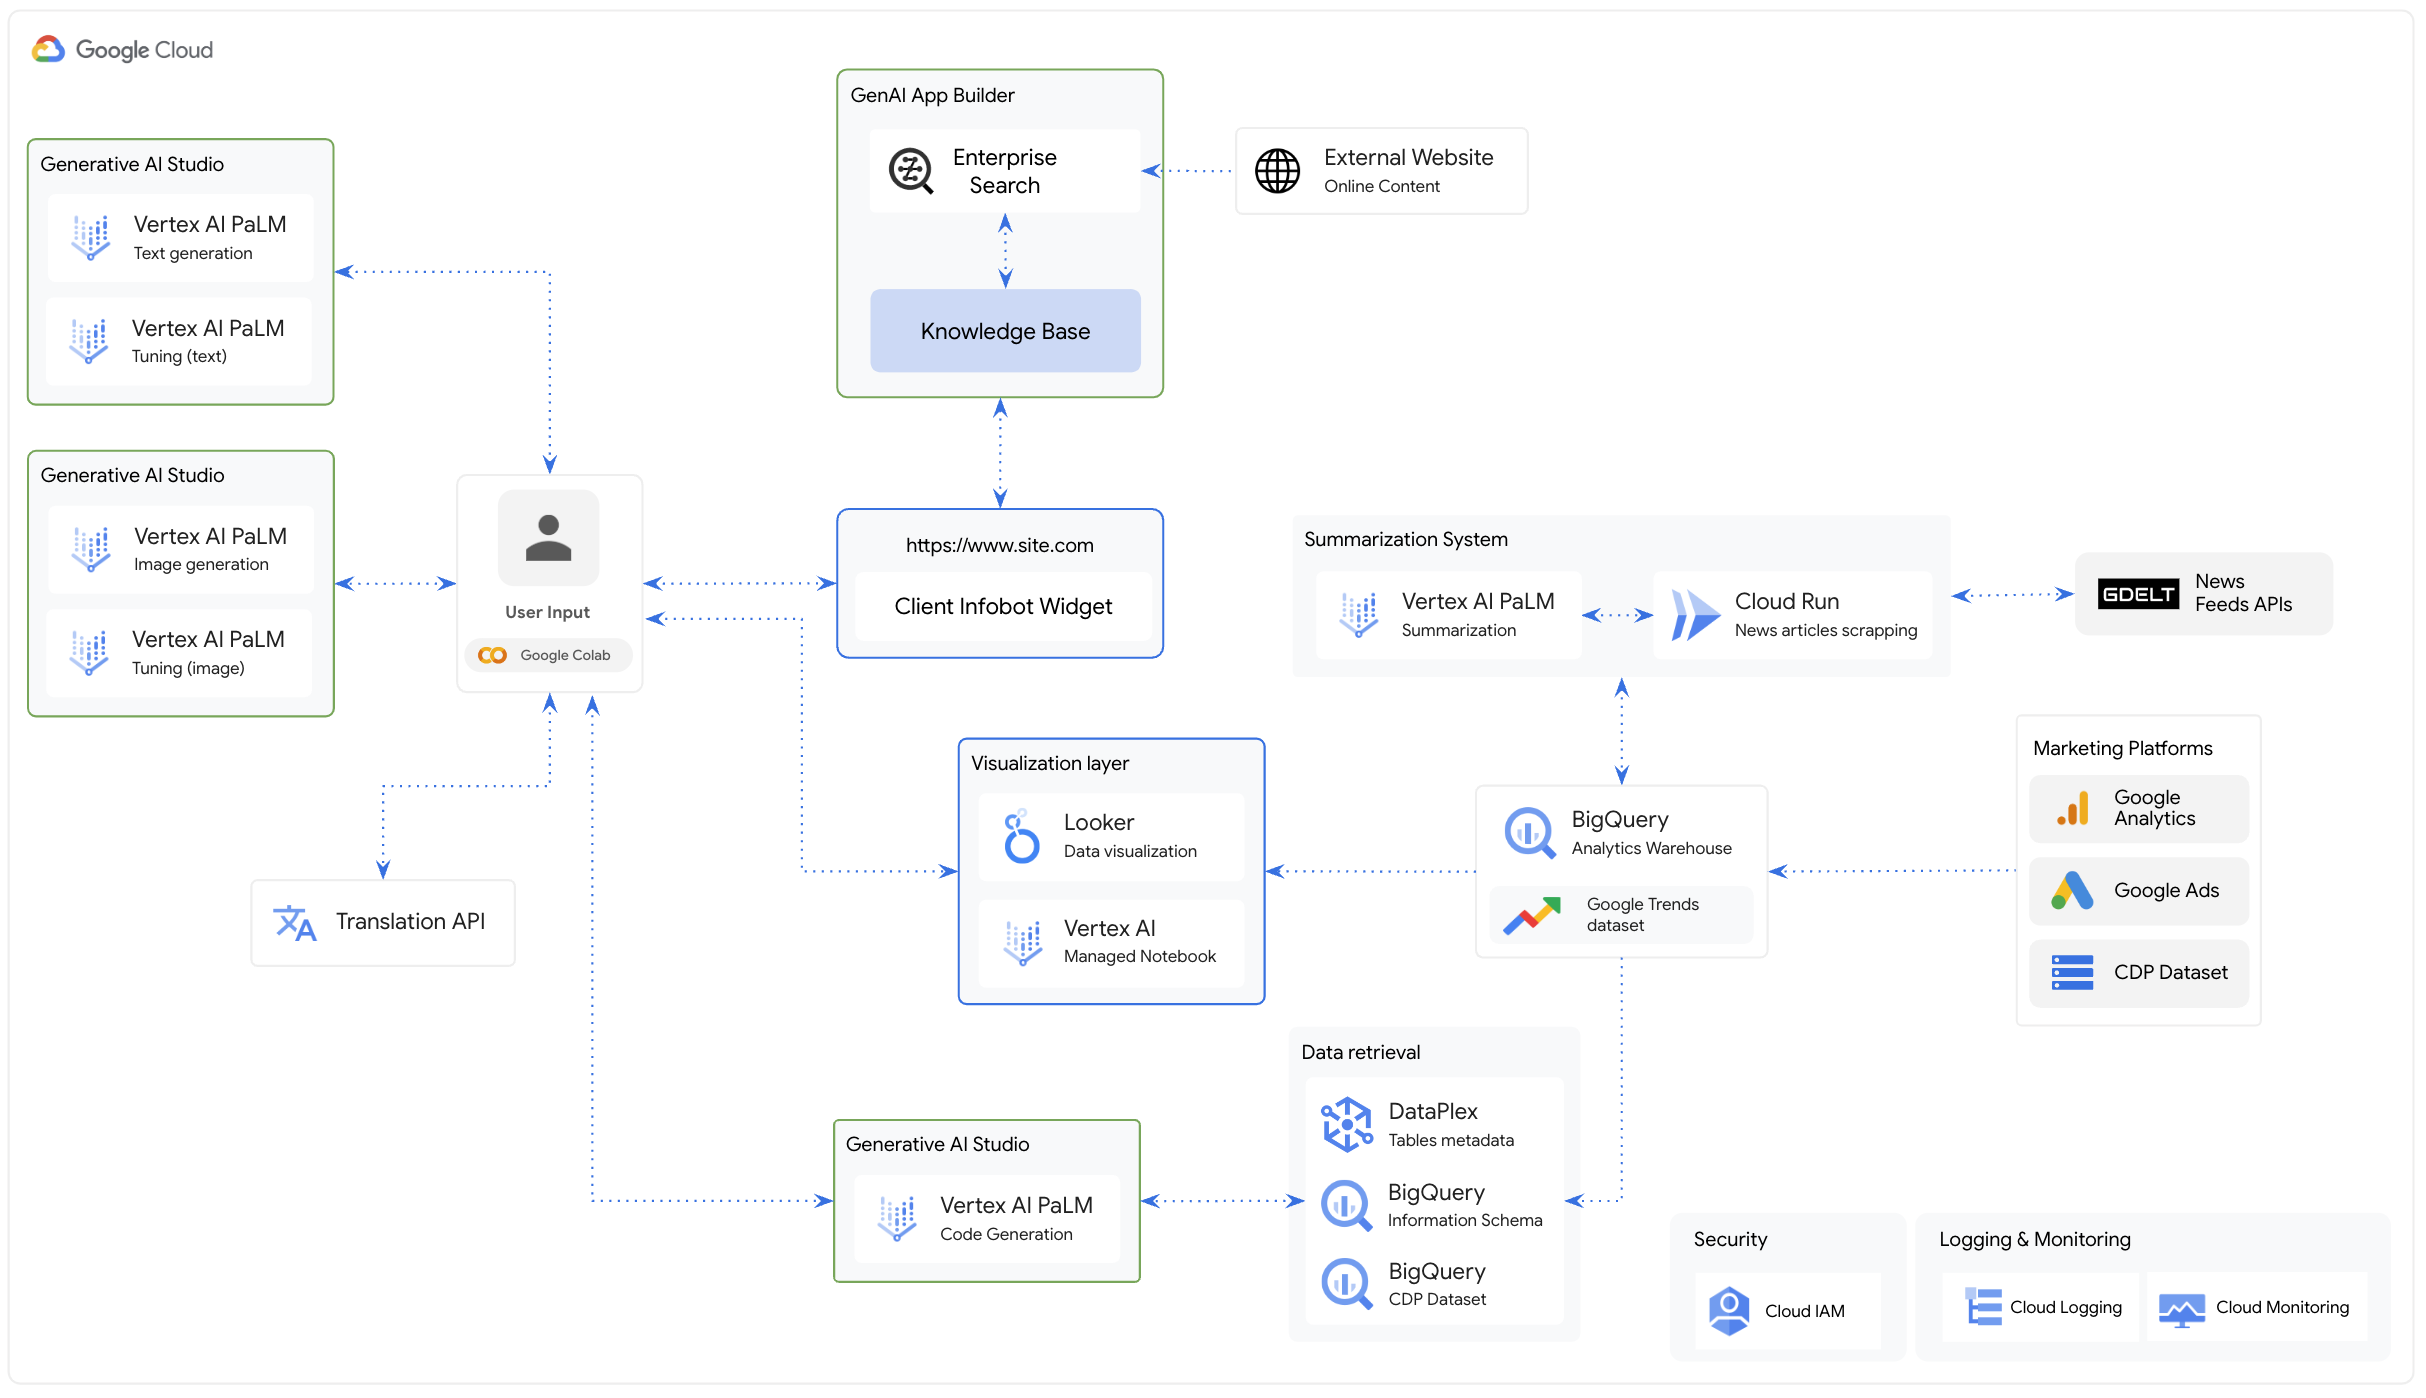 Google Cloud
GenAI App Builder
Enterprise
Search
Knowledge Base
External Website
Online Content
Generative AI Studio
Vertex AI PaLM
Text generation
Vertex AI PaLM
Tuning (text)
Generative AI Studio
Vertex AI PaLM
Image generation
Vertex AI PaLM
Tuning (image)
User Input
Google Colab
https://www.site.com
Client Infobot Widget
Summarization System
Vertex AI PaLM
Summarization
Cloud Run
News articles scrapping
GDELT
News
Feeds APIs
Translation API
Visualization layer
Looker
Data visualization
Vertex AI
Managed Notebook
BigQuery
Analytics Warehouse
Google Trends
dataset
Marketing Platforms
Google
Analytics
Google Ads
CDP Dataset
Generative AI Studio
Vertex AI PaLM
Code Generation
Data retrieval
DataPlex
Tables metadata
BigQuery
Information Schema
BigQuery
CDP Dataset
Security
Cloud IAM
Logging & Monitoring
Cloud Logging
Cloud Monitoring